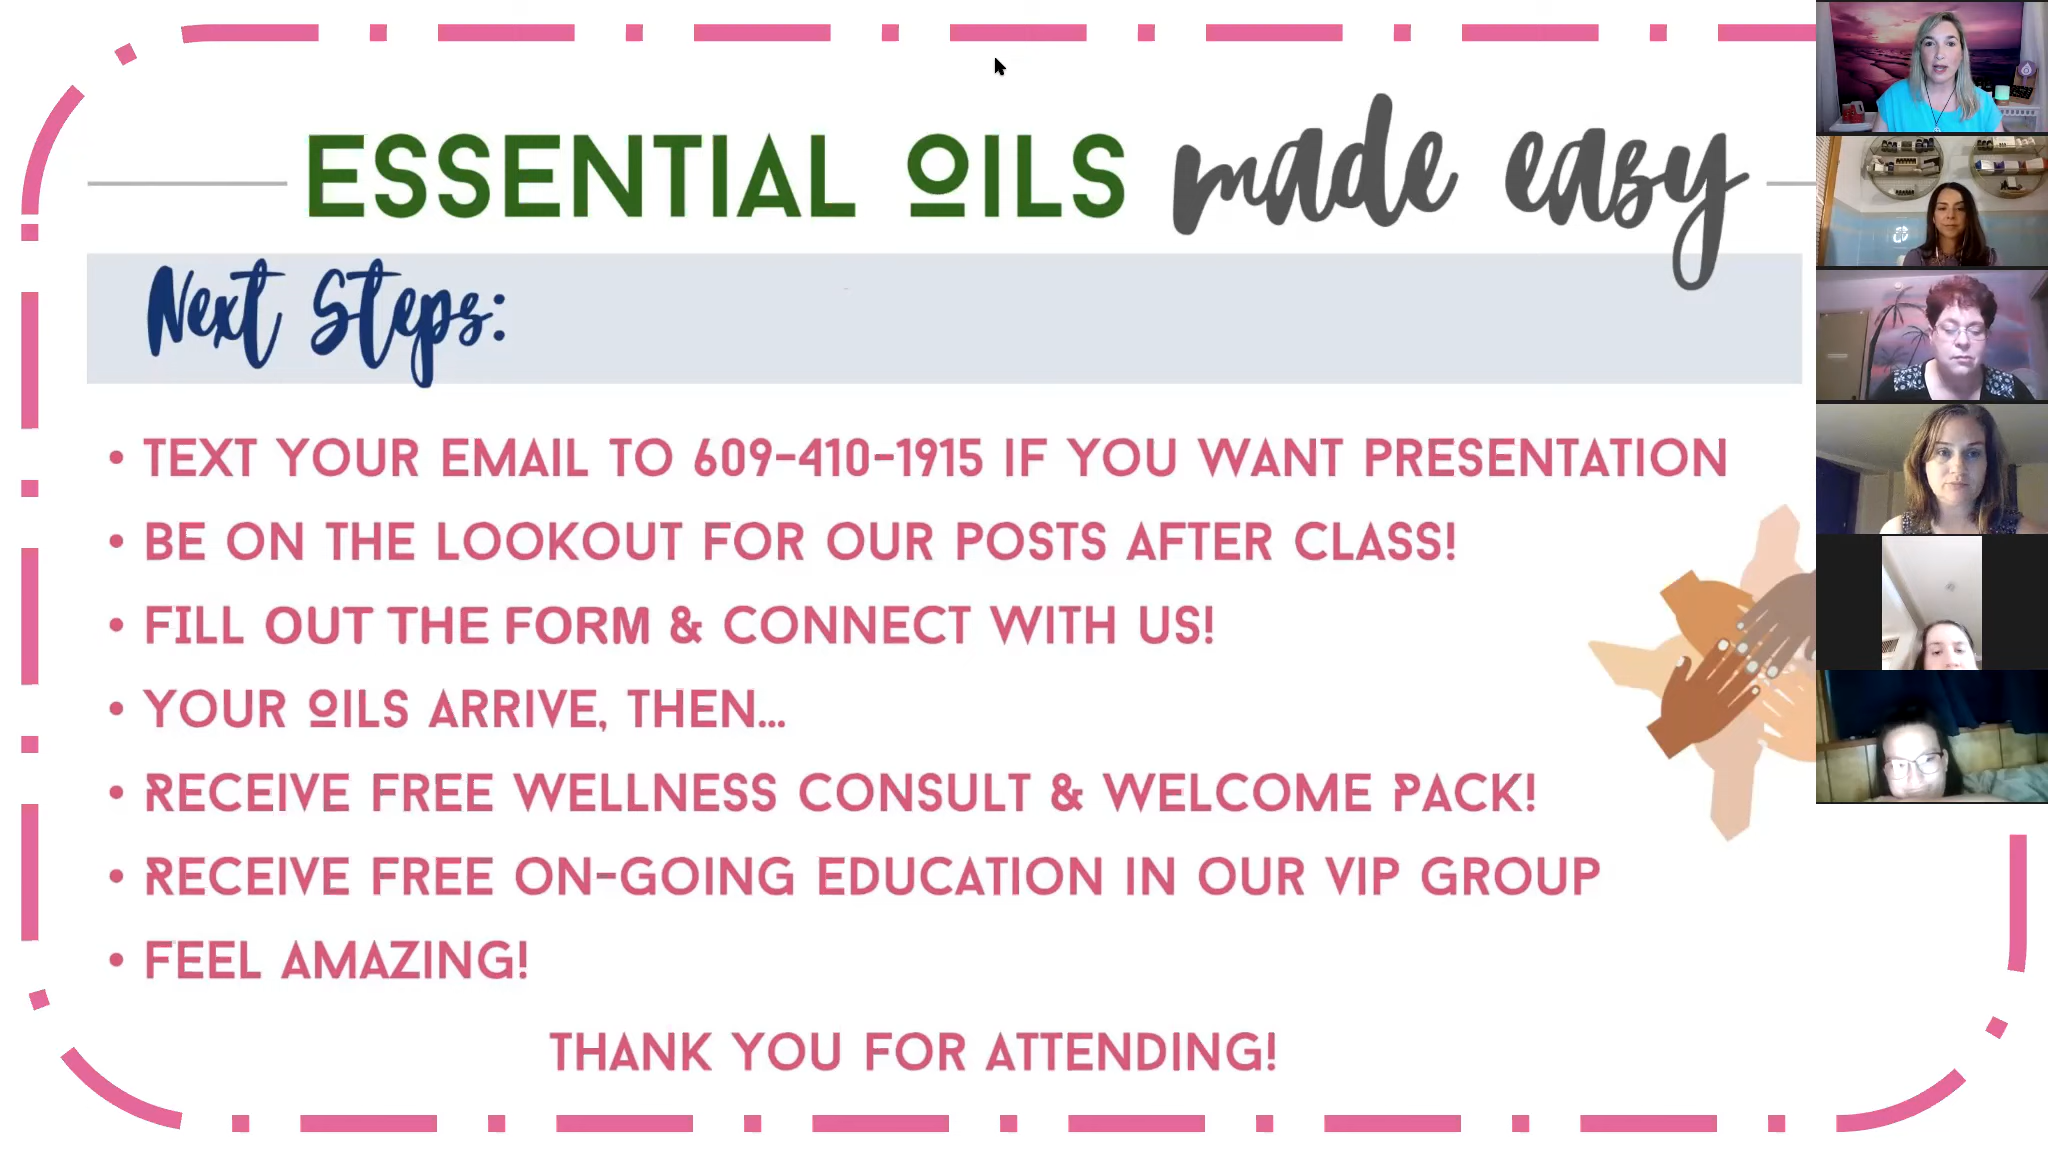 ESSENTIAL OILS made easy
Next Steps:
• TEXT YOUR EMAIL TO 609-410-1915 IF YOU WANT PRESENTATION
• BE ON THE LOOKOUT FOR OUR POSTS AFTER CLASS!
• FILL OUT THE FORM & CONNECT WITH US!
• YOUR OILS ARRIVE, THEN...
• RECEIVE FREE WELLNESS CONSULT & WELCOME PACK!
• RECEIVE FREE ON-GOING EDUCATION IN OUR VIP GROUP
• FEEL AMAZING!
THANK YOU FOR ATTENDING!